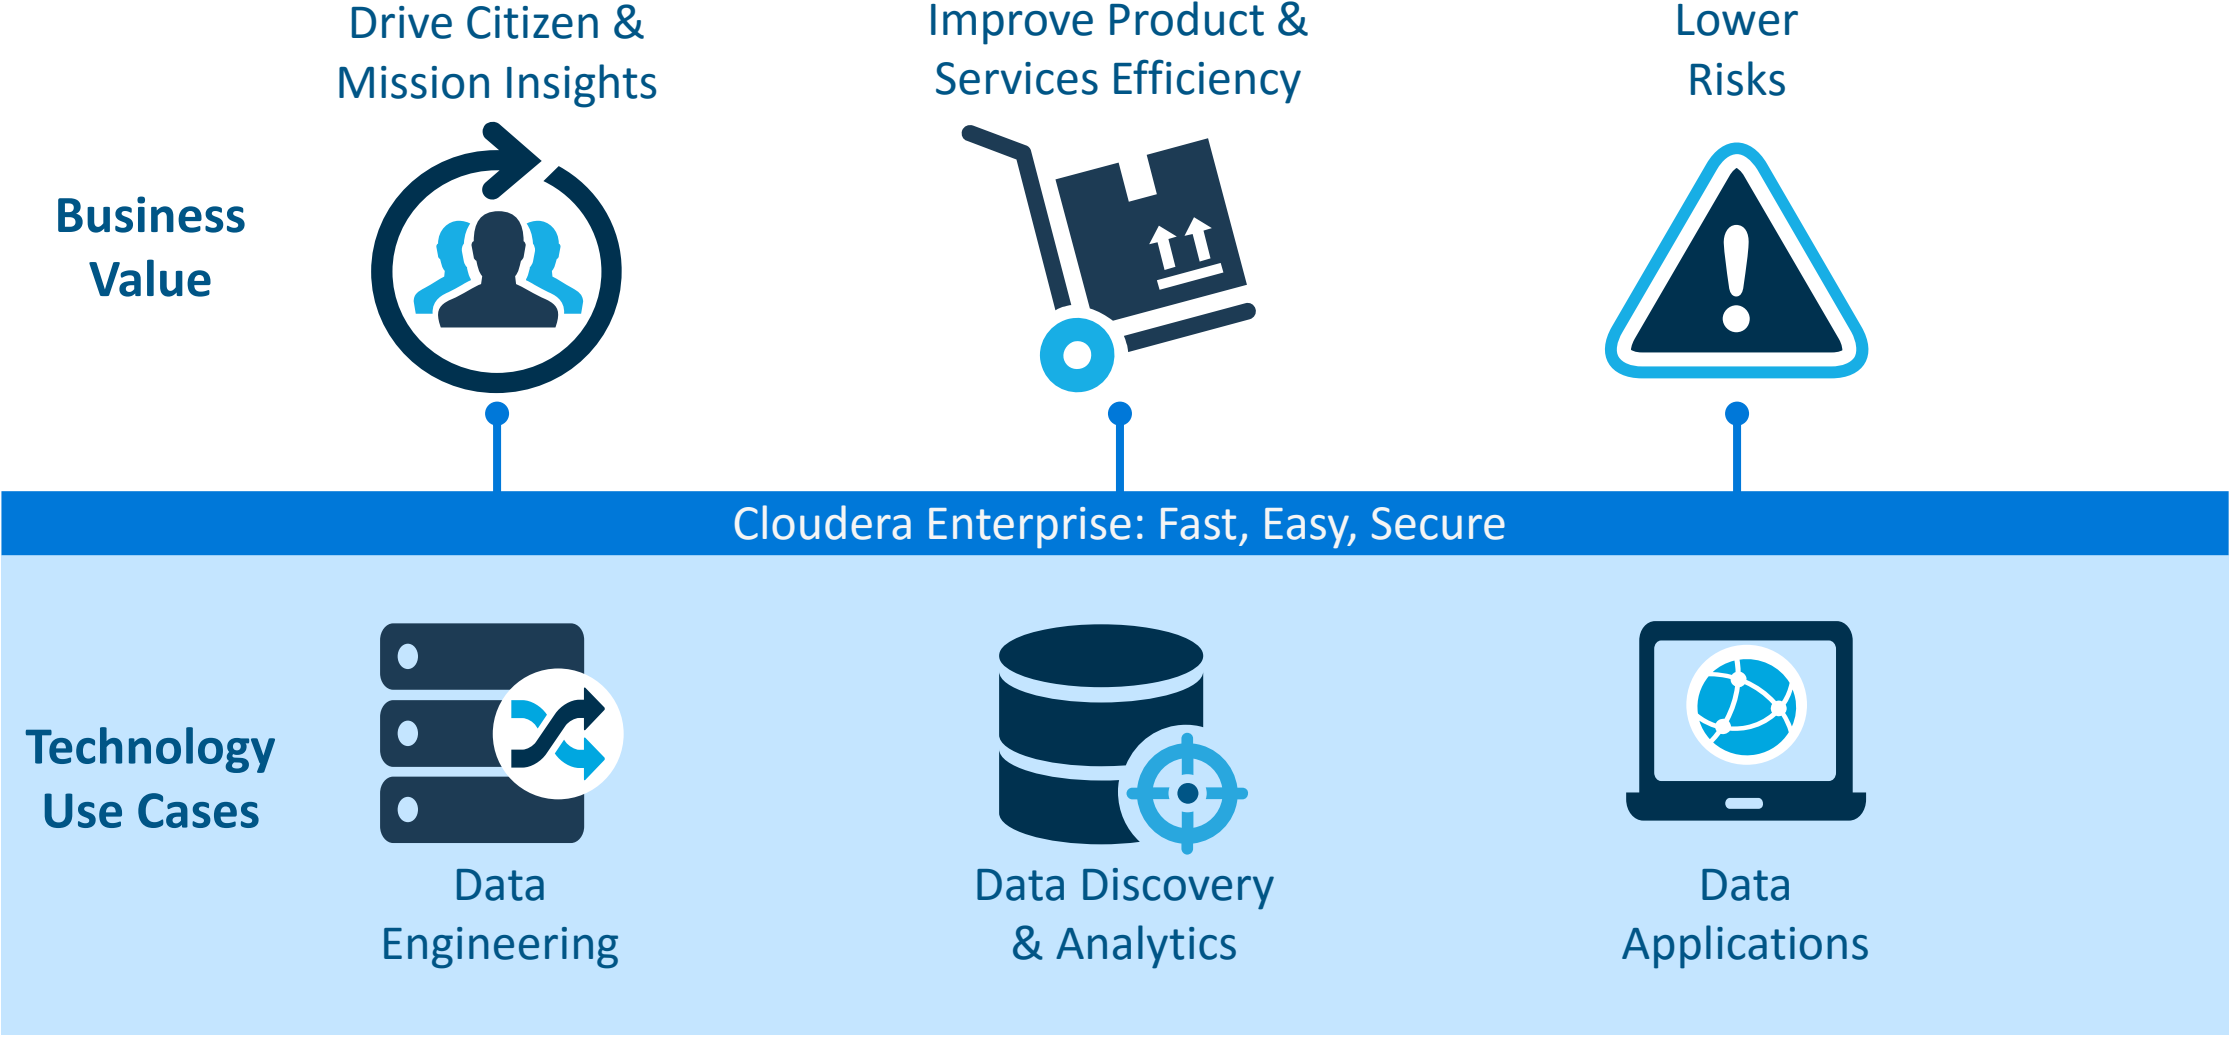 Drive Citizen &
Mission Insights
Improve Product &
Services Efficiency
Lower
Risks
Business
Value
Cloudera Enterprise: Fast, Easy, Secure
Technology
Use Cases
Data
Engineering
Data Discovery
& Analytics
Data
Applications